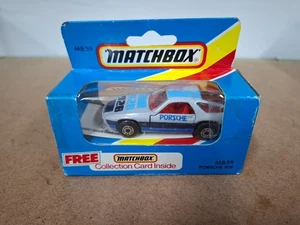 MB 59
MATCHBOX
PORSCHE
FREE
MATCHBOX
Collection Card Inside
MB 59
PORSCHE 928